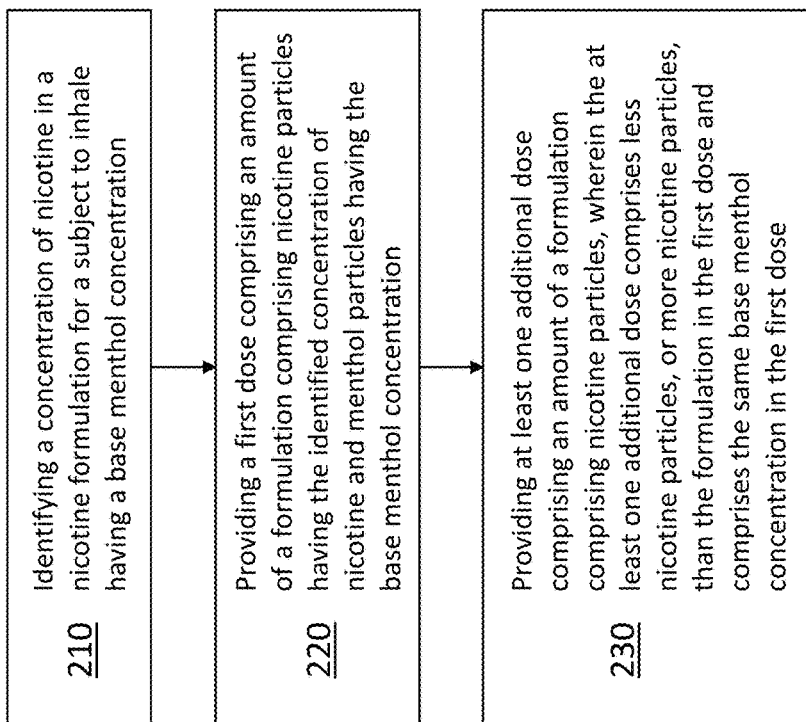 Identifying a concentration of nicotine in a
nicotine formulation for a subject to inhale
having a base menthol concentration
210
Providing a first dose comprising an amount
of a formulation comprising nicotine particles
having the identified concentration of
nicotine and menthol particles having the
base menthol concentration
220
Providing at least one additional dose
comprising an amount of a formulation
comprising nicotine particles, wherein the at
least one additional dose comprises less
nicotine particles, or more nicotine particles,
than the formulation in the first dose and
comprises the same base menthol
concentration in the first dose
230